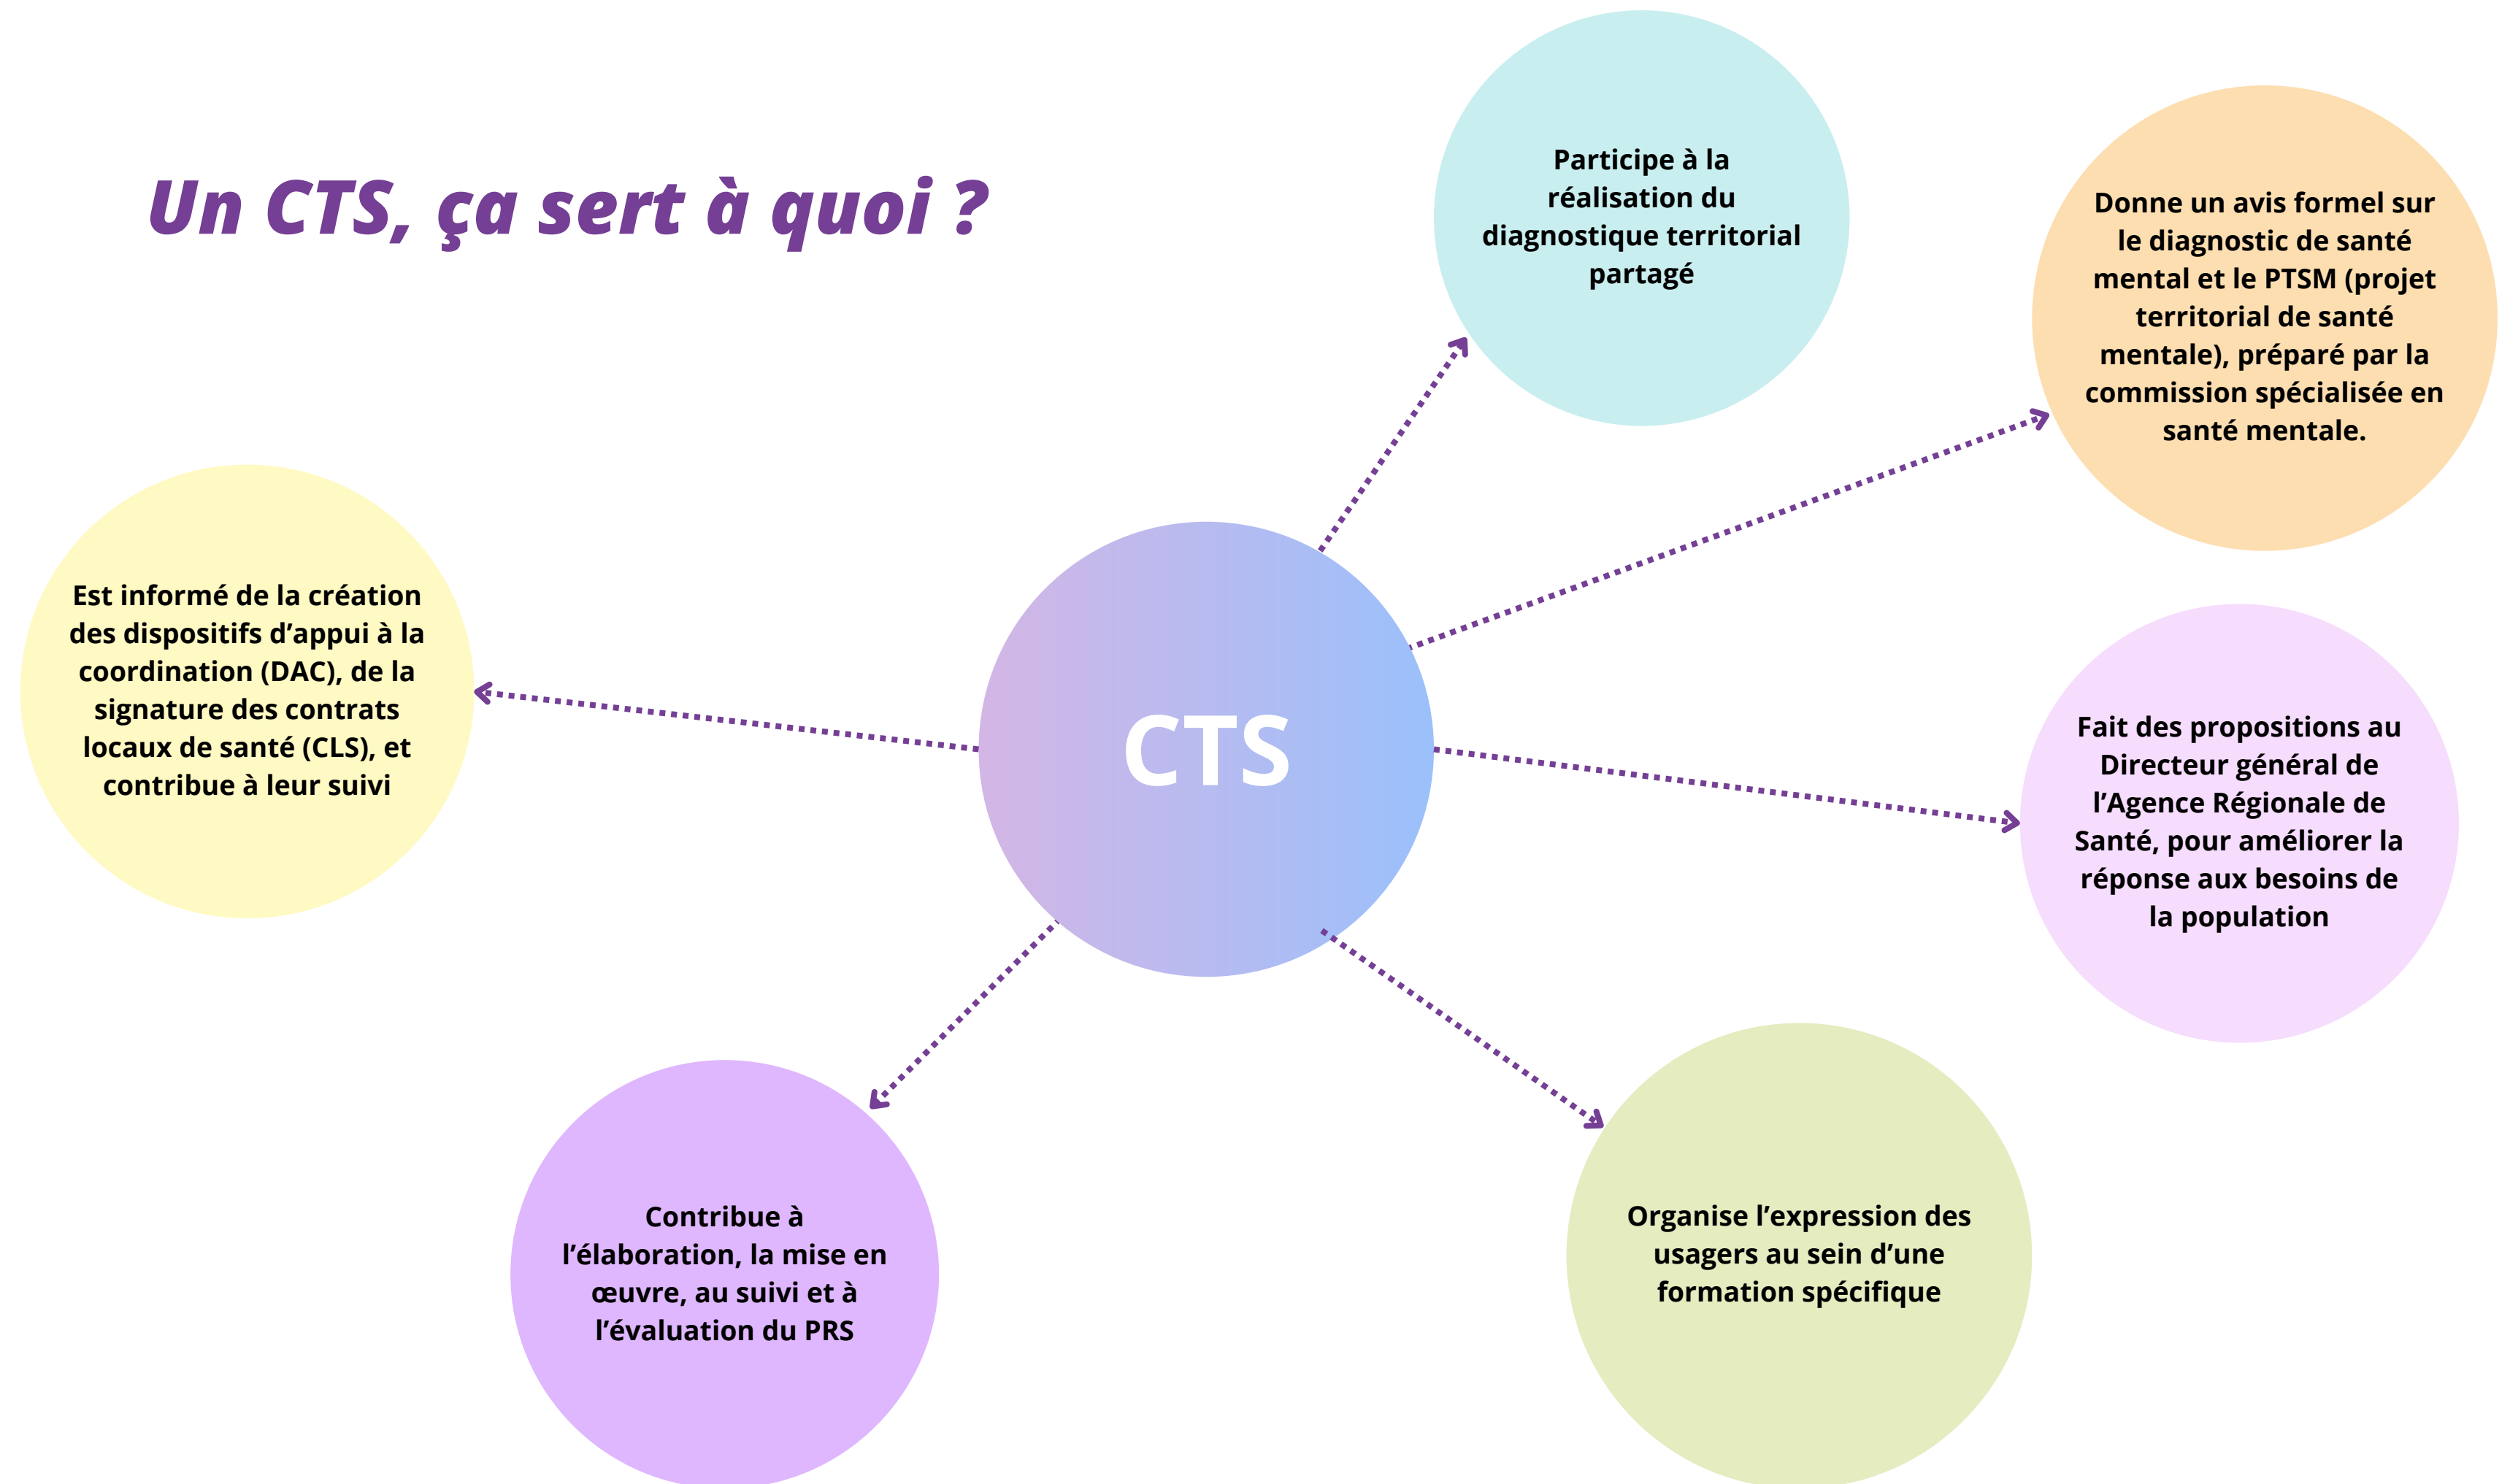 Un CTS, ça sert à quoi ?
Participe à la
réalisation du
diagnostique territorial
partagé
Donne un avis formel sur
le diagnostic de santé
mental et le PTSM (projet
territorial de santé
mentale), préparé par la
commission spécialisée en
santé mentale.
Est informé de la création
des dispositifs d’appui à la
coordination (DAC), de la
signature des contrats
locaux de santé (CLS), et
contribue à leur suivi
CTS
Fait des propositions au
Directeur général de
l’Agence Régionale de
Santé, pour améliorer la
réponse aux besoins de
la population
Contribue à
l’élaboration, la mise en
œuvre, au suivi et à
l’évaluation du PRS
Organise l’expression des
usagers au sein d’une
formation spécifique